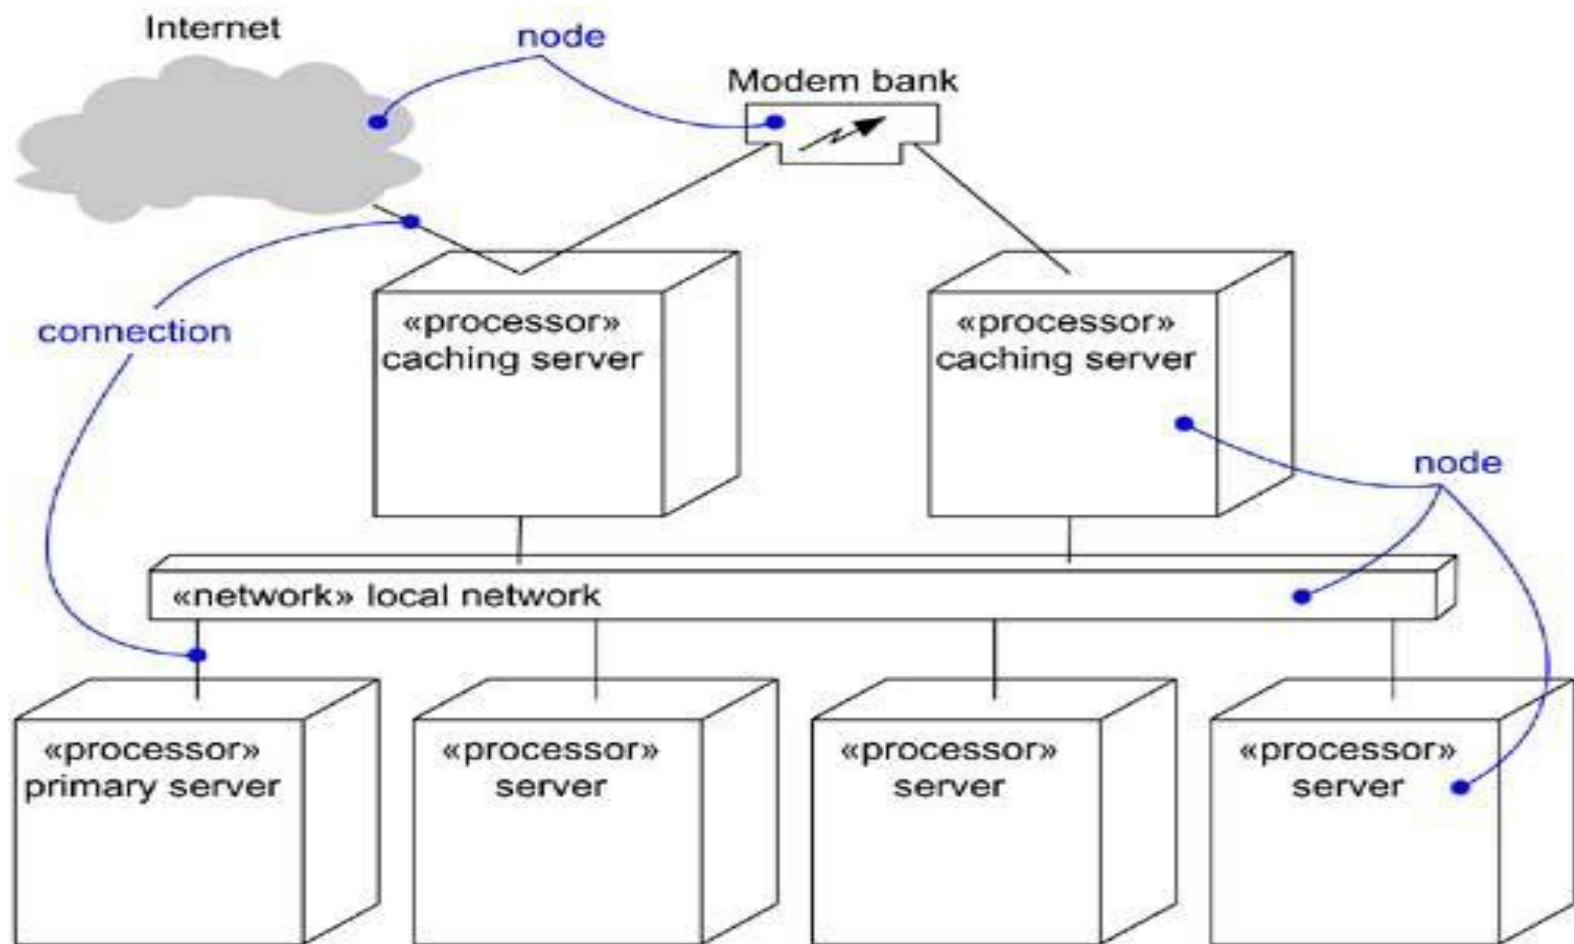 Internet
node
Modem bank
«processor»
caching server
«processor»
caching server
connection
node
«network» local network
«processor»
primary server
«processor»
server
«processor»
server
«processor»
server